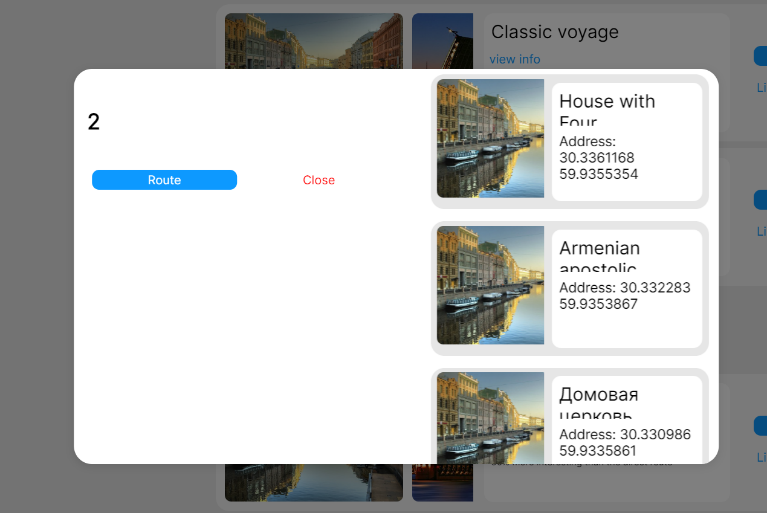 Classic voyage
view info
Li
2
Route
Close
House with
Four
Address:
30.3361168
59.9355354
Armenian
apostolic
Address: 30.332283
59.9353867
Li
Домовая
церковь
Address: 30.330986
59.9335861
Li